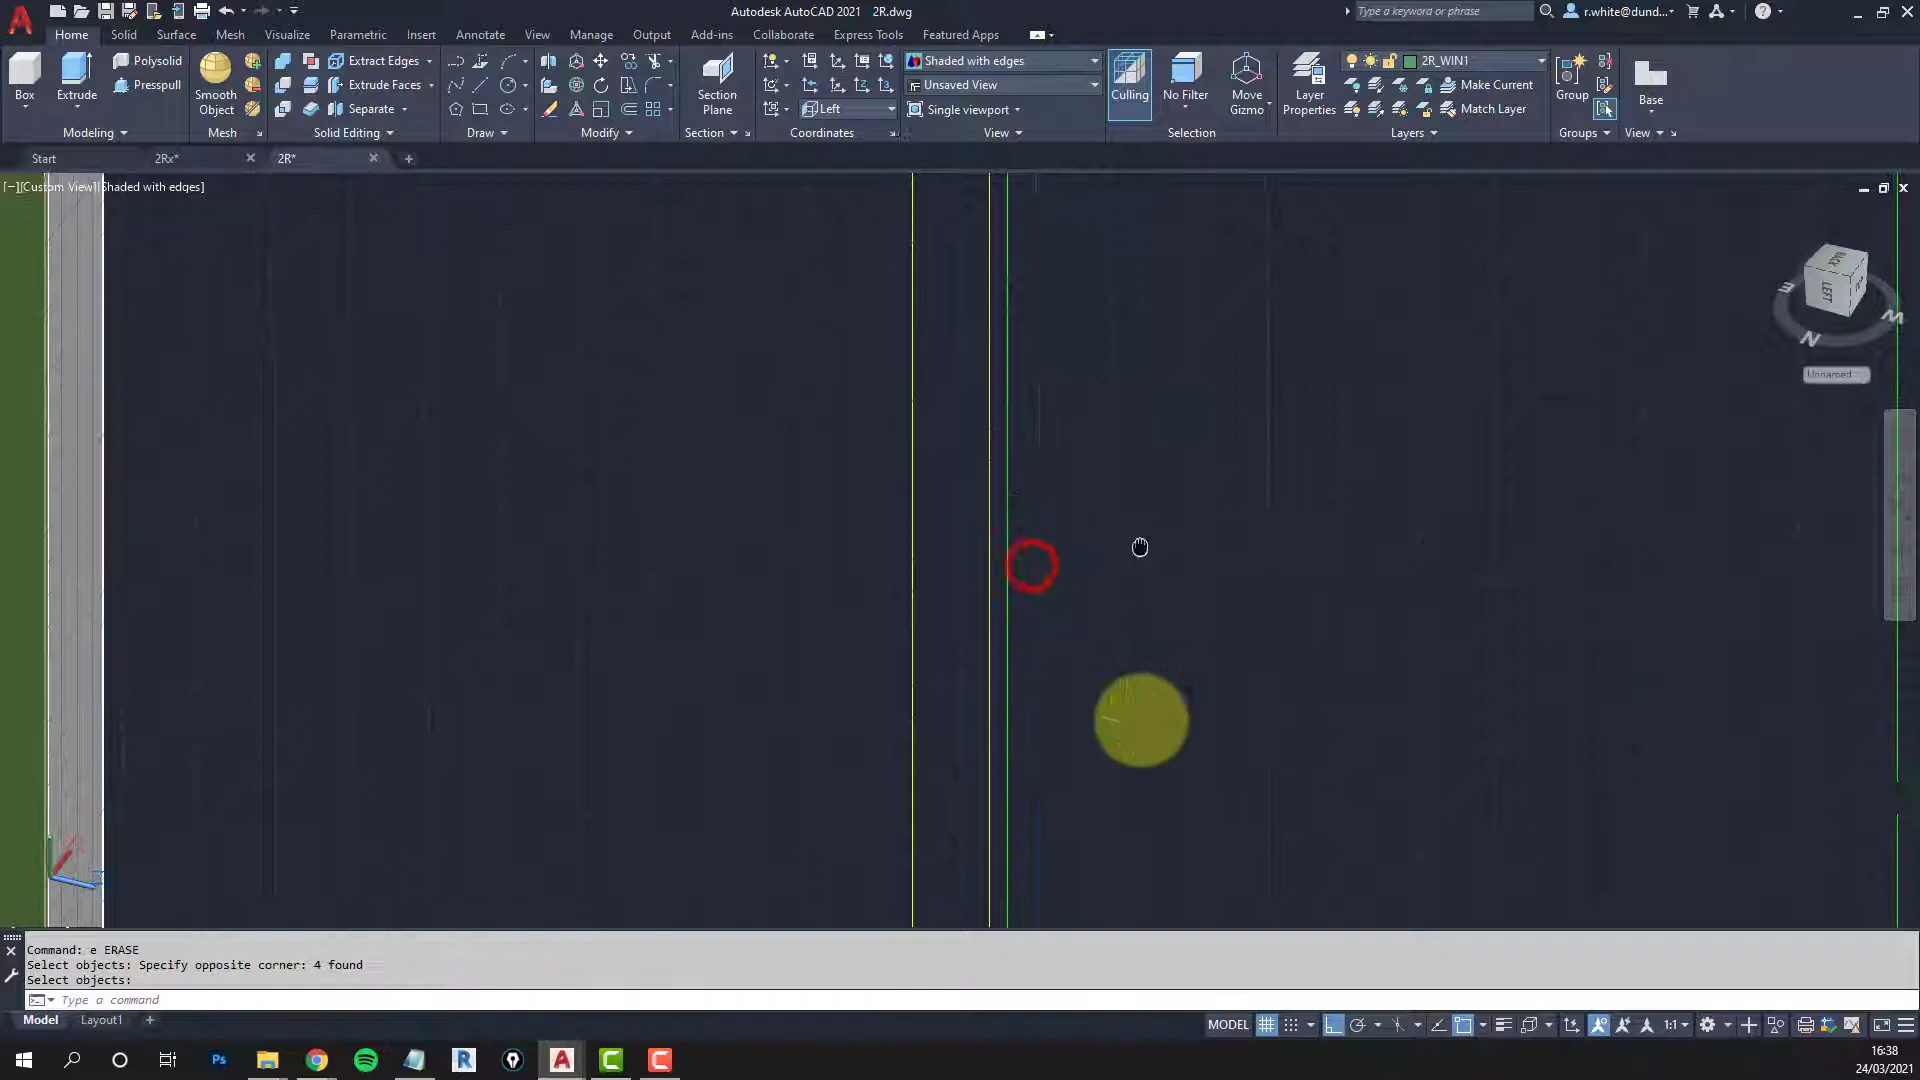 Autodesk AutoCAD 2021 2R.dwg
Type a keyword or phrase
r.white@dund...
Home Solid Surface Mesh Visualize Parametric Insert Annotate View Manage Output Add-ins Collaborate Express Tools Featured Apps
Box
Extrude
Polysolid
Presspull
Smooth Object
Extract Edges
Extrude Faces
Separate
Section Plane
Left
Shaded with edges
Unsaved View
Single viewport
Culling
No Filter
Move Gizmo
Layer Properties
2R_WIN1
Make Current
Match Layer
Group
Base
Modeling Mesh Solid Editing Draw Modify Section Coordinates View Selection Layers Groups View
Start 2Rx* 2R*
[−][Custom View][Shaded with edges]
BACK
LEFT
E
W
N
Unnamed
Command: e ERASE
Select objects: Specify opposite corner: 4 found
Select objects:
Type a command
Model Layout1
MODEL
1:1
Ps
R
A
C
C
16:38
24/03/2021